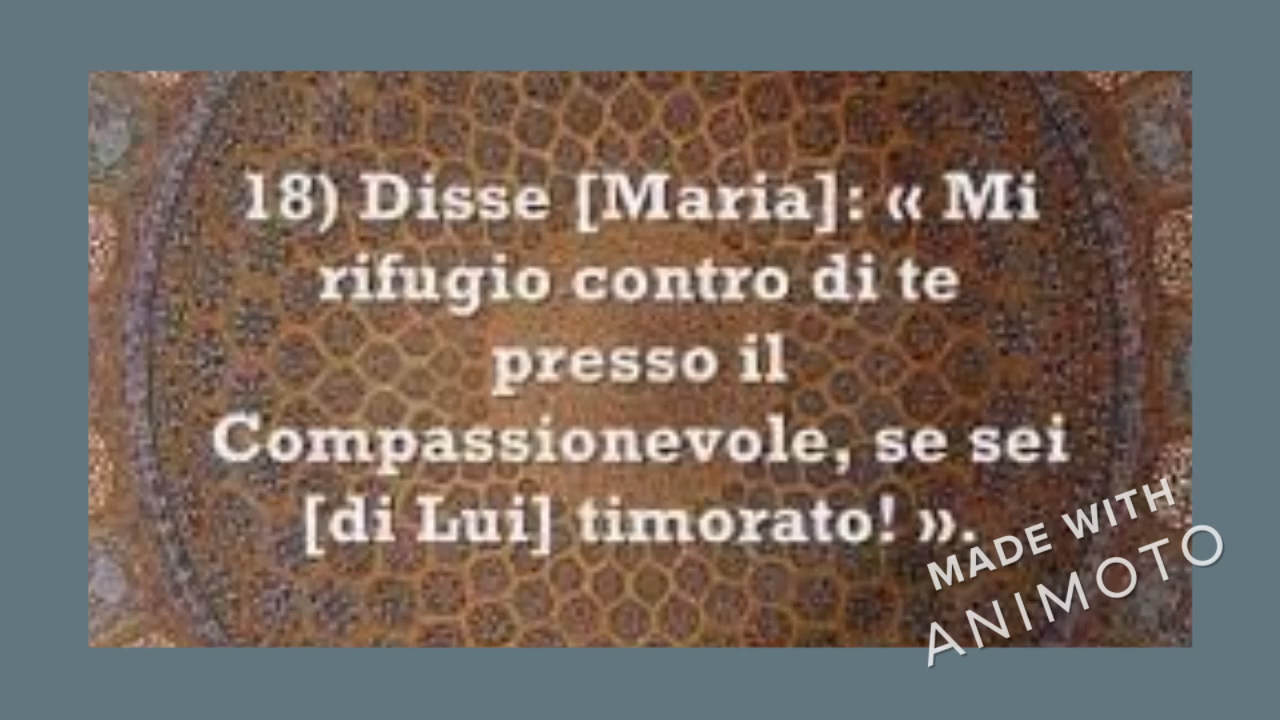 18) Disse [Maria]: « Mi
rifugio contro di te
presso il
Compassionevole, se sei
[di Lui] timorato! ».
MADE WITH
ANIMOTO